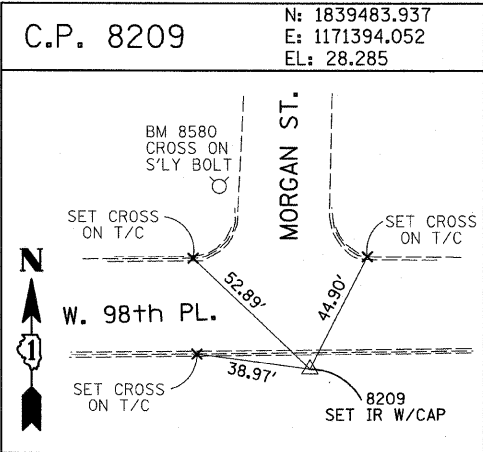 C.P. 8209
N: 1839483.937
E: 1171394.052
EL: 28.285
BM 8580
CROSS ON
S'LY BOLT
MORGAN ST.
SET CROSS
ON T/C
SET CROSS
ON T/C
N
1
W. 98th PL.
52.89'
44.90'
38.97'
SET CROSS
ON T/C
8209
SET IR W/CAP